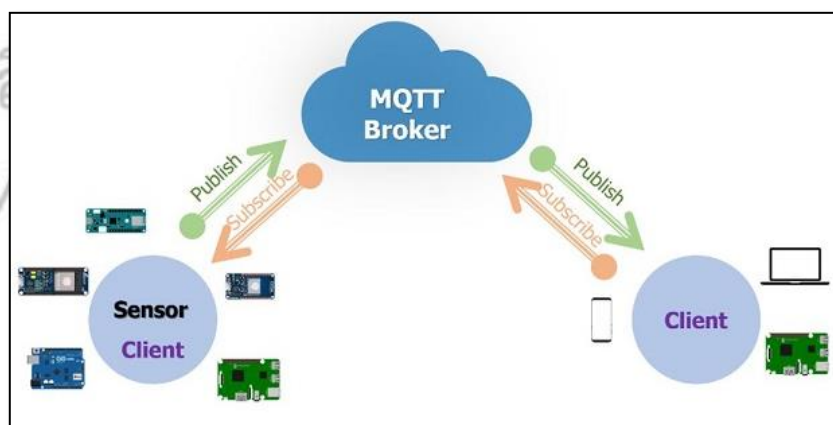 MQTT
Broker
Publish
Subscribe
Publish
Subscribe
Sensor
Client
Client